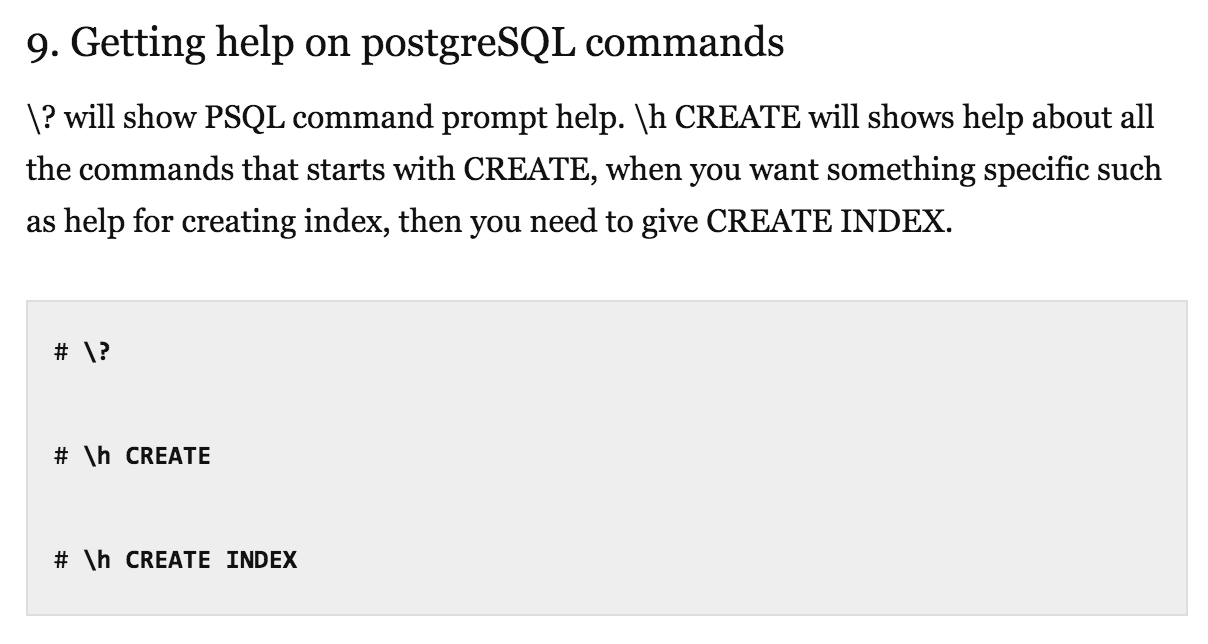 9. Getting help on postgreSQL commands
\? will show PSQL command prompt help. \h CREATE will shows help about all
the commands that starts with CREATE, when you want something specific such
as help for creating index, then you need to give CREATE INDEX.
# \?
# \h CREATE
# \h CREATE INDEX